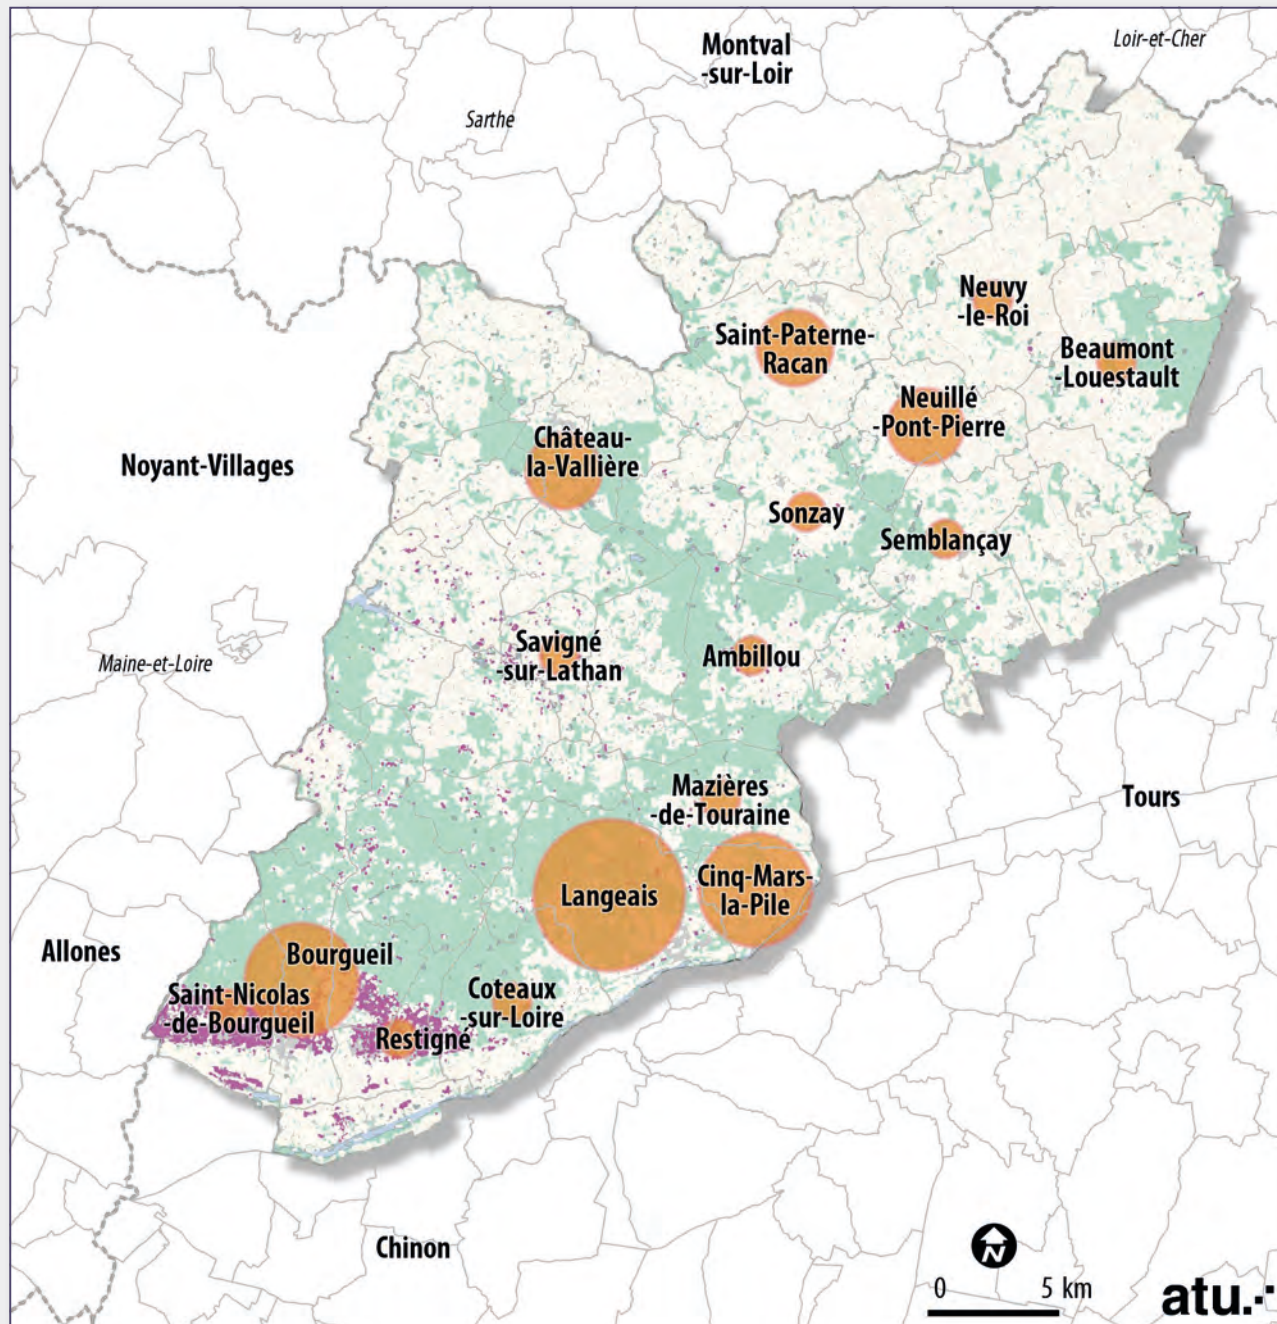 Montval
-sur-Loir
Loir-et-Cher
Sarthe
Neuvy
-le-Roi
Saint-Paterne-
Racan
Beaumont
-Louestault
Neuillé
-Pont-Pierre
Château-
la-Vallière
Noyant-Villages
Sonzay
Semblançay
Savigné
-sur-Lathan
Ambillou
Maine-et-Loire
Mazières
-de-Touraine
Tours
Langeais
Cinq-Mars-
la-Pile
Allones
Bourgueil
Saint-Nicolas
-de-Bourgueil
Coteaux
-sur-Loire
Restigné
Chinon
N
0 5 km
atu.